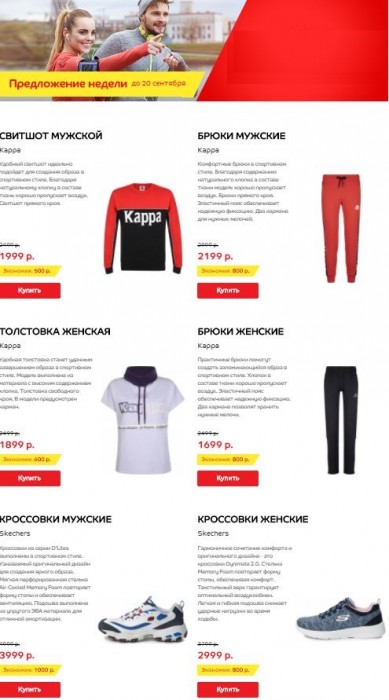 Предложение недели до 20 сентября
СВИТШОТ МУЖСКОЙ
Kappa
Удобный свитшот идеально
подойдет для создания образа в
спортивном стиле. Благодаря
натуральному хлопку в составе
ткань хорошо пропускает воздух.
Свитшот прямого кроя.
Kappa
2499 р.
1999 р.
Экономия: 500 р.
Купить
БРЮКИ МУЖСКИЕ
Kappa
Комфортные брюки в спортивном
стиле. Благодаря содержанию
натурального хлопка в составе
ткани модель хорошо пропускает
воздух. Брюки прямого кроя.
Эластичный пояс обеспечивает
надежную фиксацию. Два кармана
для нужных мелочей.
2999 р.
2199 р.
Экономия: 800 р.
Купить
ТОЛСТОВКА ЖЕНСКАЯ
Kappa
Удобная толстовка станет удачным
завершением образа в спортивном
стиле. Модель выполнена из
материала с высоким содержанием
хлопка. Толстовка свободного
кроя. В модели предусмотрен
карман.
1899 р.
Экономия: 600 р.
Купить
БРЮКИ ЖЕНСКИЕ
Kappa
Практичные брюки помогут
создать запоминающийся образ в
спортивном стиле. Хлопок в
составе ткани хорошо пропускает
воздух. Эластичный пояс
обеспечивает надежную фиксацию.
Два кармана позволят хранить
нужные мелочи.
2499 р.
1699 р.
Экономия: 800 р.
Купить
КРОССОВКИ МУЖСКИЕ
Skechers
Кроссовки из серии D'Lites
выполнены в спортивном стиле.
Узнаваемый оригинальный дизайн
для создания яркого образа.
Мягкая перфорированная стелька
Air Cooled Memory Foam повторяет
форму стопы и обеспечивает
вентиляцию. Подошва выполнена
из упругого ЭВА материала для
отличной амортизации.
4999 р.
3999 р.
Экономия: 1000 р.
Купить
КРОССОВКИ ЖЕНСКИЕ
Skechers
Гармоничное сочетание комфорта и
оригинального дизайна - это
кроссовки Dynmate 2.0. Стелька
Memory Foam повторяет форму
стопы, обеспечивая комфорт.
Текстильный верх гарантирует
оптимальный воздухообмен.
Легкая и гибкая подошва снижает
ударные нагрузки во время
ходьбы.
3799 р.
2999 р.
Экономия: 800 р.
Купить